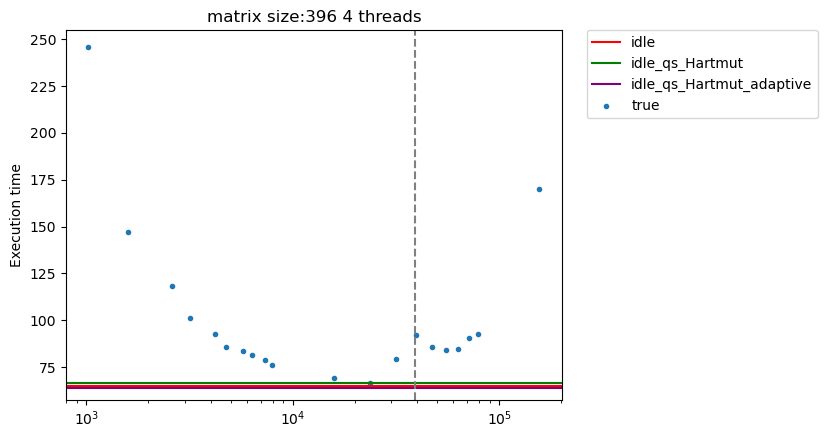 matrix size:396 4 threads
250
225
200
175
150
125
100
75
Execution time
10³
10⁴
10⁵
idle
idle_qs_Hartmut
idle_qs_Hartmut_adaptive
true